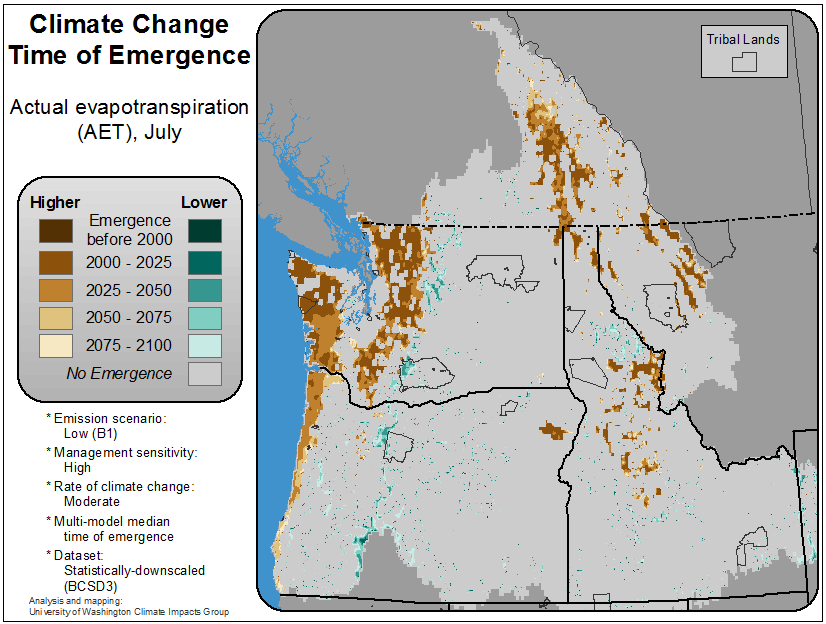 Climate Change
Time of Emergence
Actual evapotranspiration
(AET), July
Higher
Lower
Emergence
before 2000
2000 - 2025
2025 - 2050
2050 - 2075
2075 - 2100
No Emergence
* Emission scenario:
Low (B1)
* Management sensitivity:
High
* Rate of climate change:
Moderate
* Multi-model median
time of emergence
* Dataset:
Statistically-downscaled
(BCSD3)
Analysis and mapping:
University of Washington Climate Impacts Group
Tribal Lands